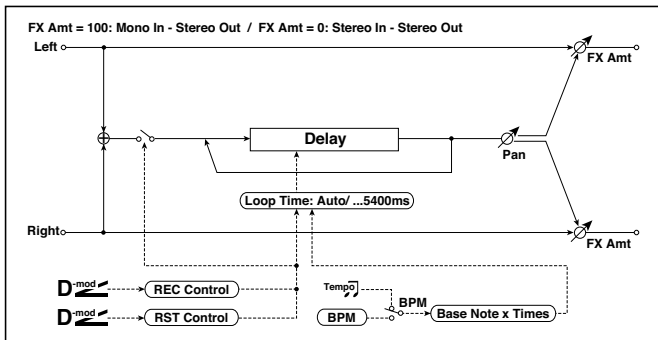 FX Amt = 100: Mono In - Stereo Out / FX Amt = 0: Stereo In - Stereo Out
Left
FX Amt
Delay
Pan
Loop Time: Auto/ ...5400ms
Right
FX Amt
D-mod
REC Control
Tempo
BPM
D-mod
RST Control
BPM
Base Note x Times